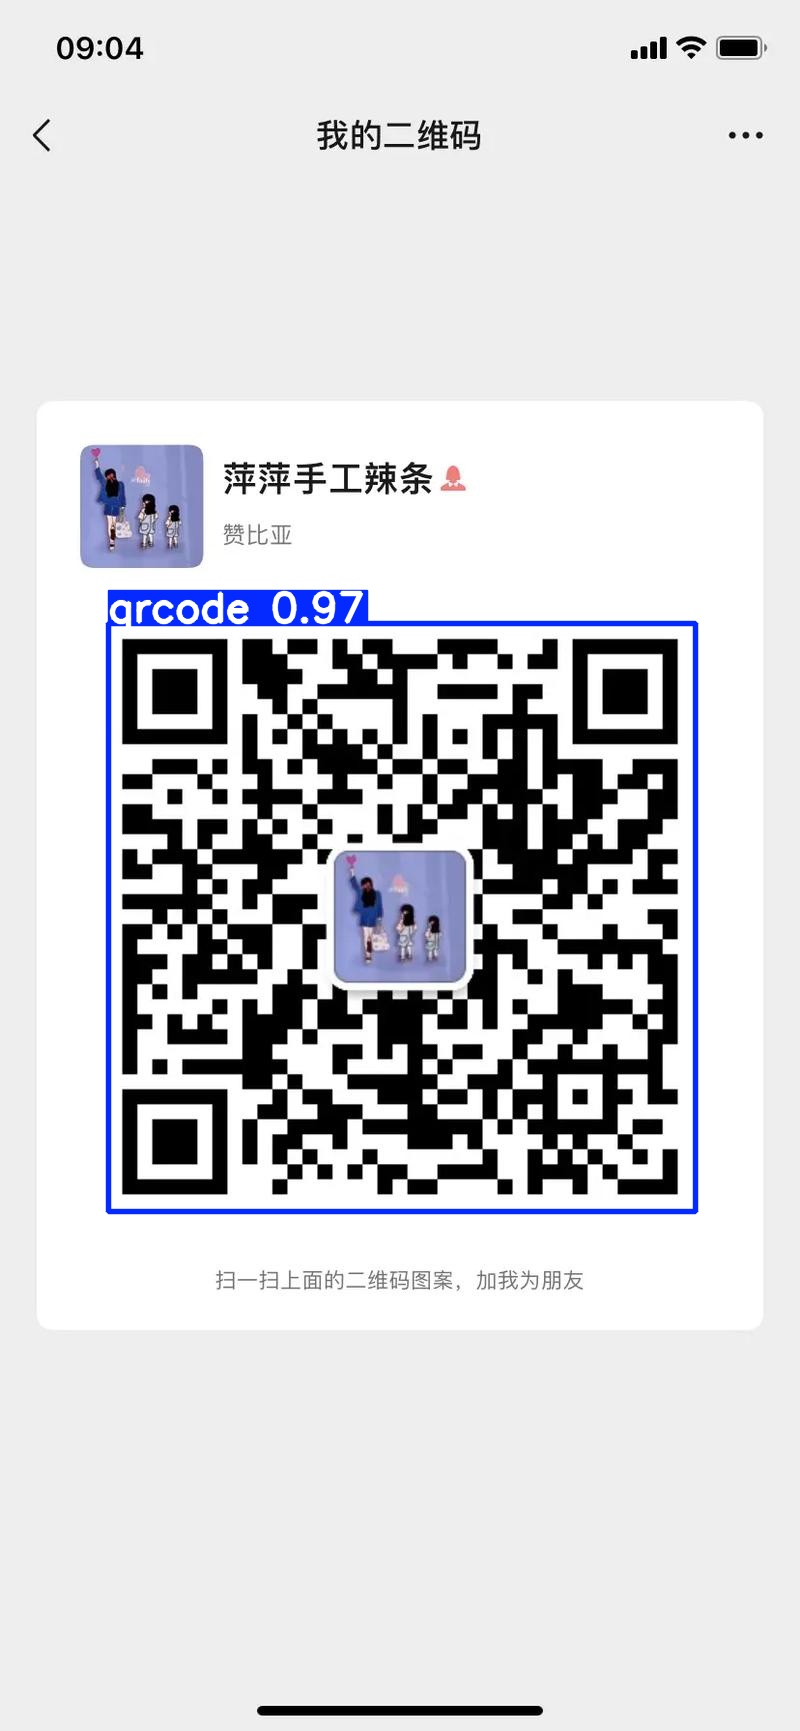 09:04
我的二维码
萍萍手工辣条
赞比亚
qrcode 0.97
扫一扫上面的二维码图案，加我为朋友